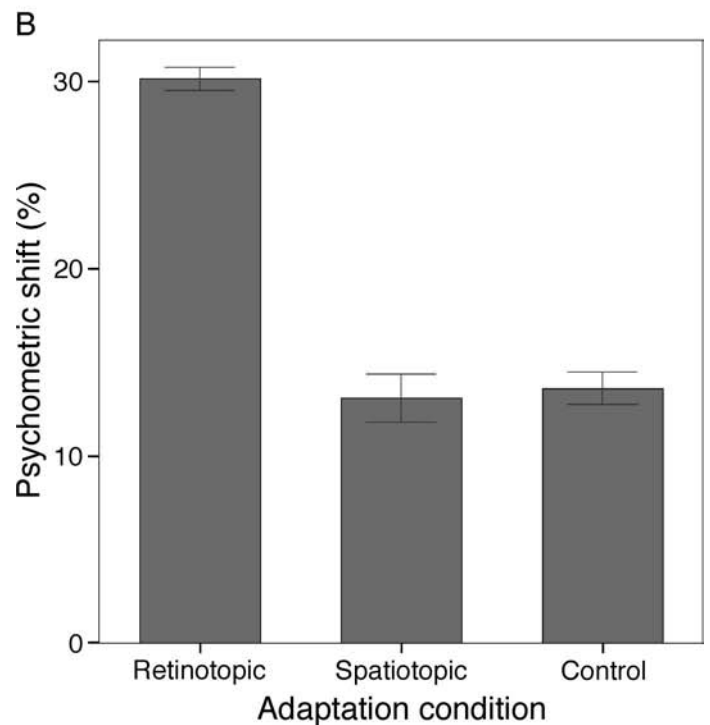 B
Psychometric shift (%)
30
20
10
0
Retinotopic Spatiotopic Control
Adaptation condition